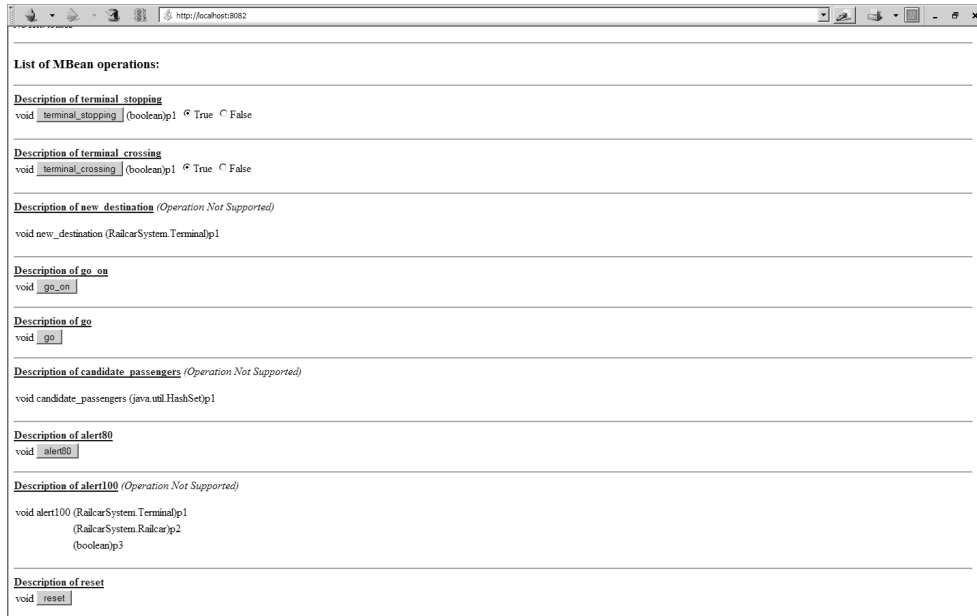 http://localhost:8082
List of MBean operations:
Description of terminal_stopping
void terminal_stopping (boolean)p1 True False
Description of terminal_crossing
void terminal_crossing (boolean)p1 True False
Description of new_destination (Operation Not Supported)
void new_destination (RailcarSystem.Terminal)p1
Description of go_on
void go_on
Description of go
void go
Description of candidate_passengers (Operation Not Supported)
void candidate_passengers (java.util.HashSet)p1
Description of alert80
void alert80
Description of alert100 (Operation Not Supported)
void alert100 (RailcarSystem.Terminal)p1
(RailcarSystem.Railcar)p2
(boolean)p3
Description of reset
void reset